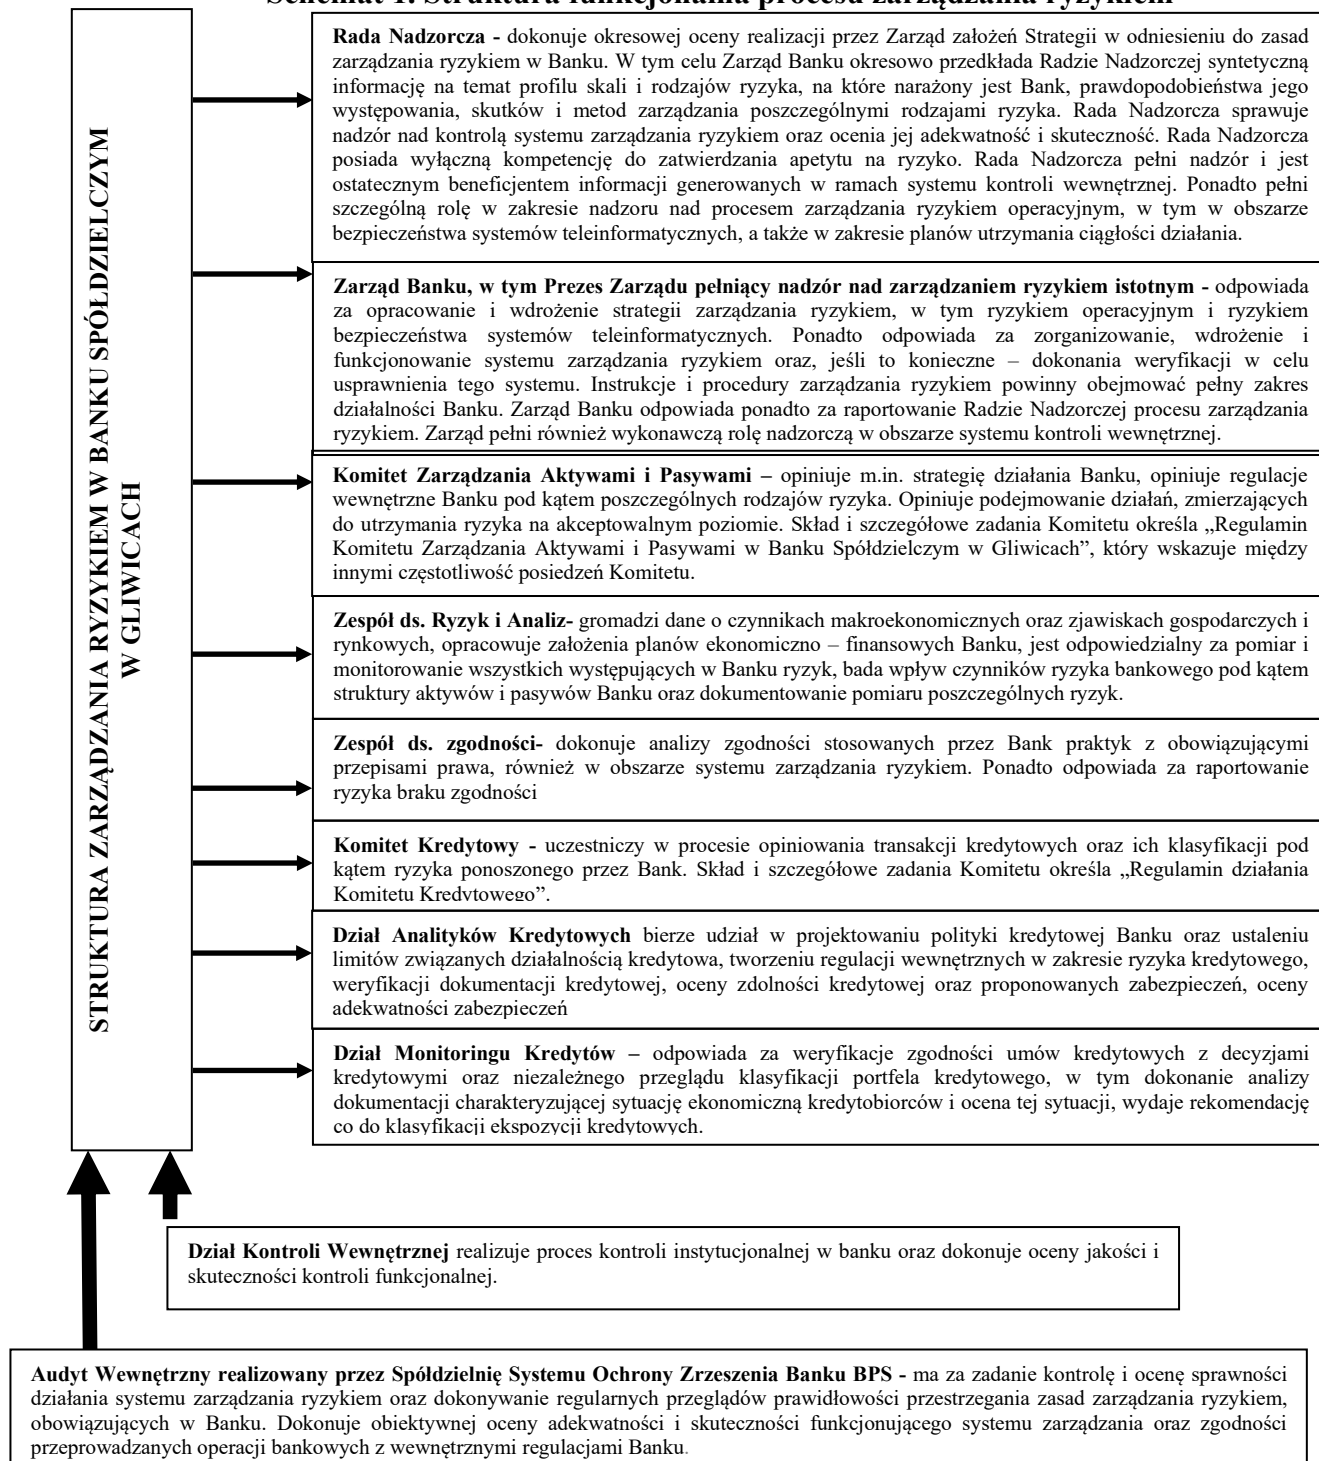 Schemat 1. Struktura funkcjonalna procesu zarządzania ryzykiem
STRUKTURA ZARZĄDZANIA RYZYKIEM W BANKU SPÓŁDZIELCZYM
W GLIWICACH
Rada Nadzorcza - dokonuje okresowej oceny realizacji przez Zarząd założeń Strategii w odniesieniu do zasad
zarządzania ryzykiem w Banku. W tym celu Zarząd Banku okresowo przedkłada Radzie Nadzorczej syntetyczną
informację na temat profilu skali i rodzajów ryzyka, na które narażony jest Bank, prawdopodobieństwa jego
występowania, skutków i metod zarządzania poszczególnymi rodzajami ryzyka. Rada Nadzorcza sprawuje
nadzór nad kontrolą systemu zarządzania ryzykiem oraz ocenia jej adekwatność i skuteczność. Rada Nadzorcza
posiada wyłączną kompetencję do zatwierdzania apetytu na ryzyko. Rada Nadzorcza pełni nadzór i jest
ostatecznym beneficjentem informacji generowanych w ramach systemu kontroli wewnętrznej. Ponadto pełni
szczególną rolę w zakresie nadzoru nad procesem zarządzania ryzykiem operacyjnym, w tym w obszarze
bezpieczeństwa systemów teleinformatycznych, a także w zakresie planów utrzymania ciągłości działania.
Zarząd Banku, w tym Prezes Zarządu pełniący nadzór nad zarządzaniem ryzykiem istotnym - odpowiada
za opracowanie i wdrożenie strategii zarządzania ryzykiem, w tym ryzykiem operacyjnym i ryzykiem
bezpieczeństwa systemów teleinformatycznych. Ponadto odpowiada za zorganizowanie, wdrożenie i
funkcjonowanie systemu zarządzania ryzykiem oraz, jeśli to konieczne – dokonania weryfikacji w celu
usprawnienia tego systemu. Instrukcje i procedury zarządzania ryzykiem powinny obejmować pełny zakres
działalności Banku. Zarząd Banku odpowiada ponadto za raportowanie Radzie Nadzorczej procesu zarządzania
ryzykiem. Zarząd pełni również wykonawczą rolę nadzorczą w obszarze systemu kontroli wewnętrznej.
Komitet Zarządzania Aktywami i Pasywami – opiniuje m.in. strategię działania Banku, opiniuje regulacje
wewnętrzne Banku pod kątem poszczególnych rodzajów ryzyka. Opiniuje podejmowanie działań, zmierzających
do utrzymania ryzyka na akceptowalnym poziomie. Skład i szczegółowe zadania Komitetu określa „Regulamin
Komitetu Zarządzania Aktywami i Pasywami w Banku Spółdzielczym w Gliwicach”, który wskazuje między
innymi częstotliwość posiedzeń Komitetu.
Zespół ds. Ryzyk i Analiz- gromadzi dane o czynnikach makroekonomicznych oraz zjawiskach gospodarczych i
rynkowych, opracowuje założenia planów ekonomiczno – finansowych Banku, jest odpowiedzialny za pomiar i
monitorowanie wszystkich występujących w Banku ryzyk, bada wpływ czynników ryzyka bankowego pod kątem
struktury aktywów i pasywów Banku oraz dokumentowanie pomiaru poszczególnych ryzyk.
Zespół ds. zgodności- dokonuje analizy zgodności stosowanych przez Bank praktyk z obowiązującymi
przepisami prawa, również w obszarze systemu zarządzania ryzykiem. Ponadto odpowiada za raportowanie
ryzyka braku zgodności
Komitet Kredytowy - uczestniczy w procesie opiniowania transakcji kredytowych oraz ich klasyfikacji pod
kątem ryzyka ponoszonego przez Bank. Skład i szczegółowe zadania Komitetu określa „Regulamin działania
Komitetu Kredytowego”.
Dział Analityków Kredytowych bierze udział w projektowaniu polityki kredytowej Banku oraz ustaleniu
limitów związanych działalnością kredytowa, tworzeniu regulacji wewnętrznych w zakresie ryzyka kredytowego,
weryfikacji dokumentacji kredytowej, oceny zdolności kredytowej oraz proponowanych zabezpieczeń, oceny
adekwatności zabezpieczeń
Dział Monitoringu Kredytów – odpowiada za weryfikacje zgodności umów kredytowych z decyzjami
kredytowymi oraz niezależnego przeglądu klasyfikacji portfela kredytowego, w tym dokonanie analizy
dokumentacji charakteryzującej sytuację ekonomiczną kredytobiorców i ocena tej sytuacji, wydaje rekomendację
co do klasyfikacji ekspozycji kredytowych.
Dział Kontroli Wewnętrznej realizuje proces kontroli instytucjonalnej w banku oraz dokonuje oceny jakości i
skuteczności kontroli funkcjonalnej.
Audyt Wewnętrzny realizowany przez Spółdzielnię Systemu Ochrony Zrzeszenia Banku BPS - ma za zadanie kontrolę i ocenę sprawności
działania systemu zarządzania ryzykiem oraz dokonywanie regularnych przeglądów prawidłowości przestrzegania zasad zarządzania ryzykiem,
obowiązujących w Banku. Dokonuje obiektywnej oceny adekwatności i skuteczności funkcjonującego systemu zarządzania oraz zgodności
przeprowadzanych operacji bankowych z wewnętrznymi regulacjami Banku.